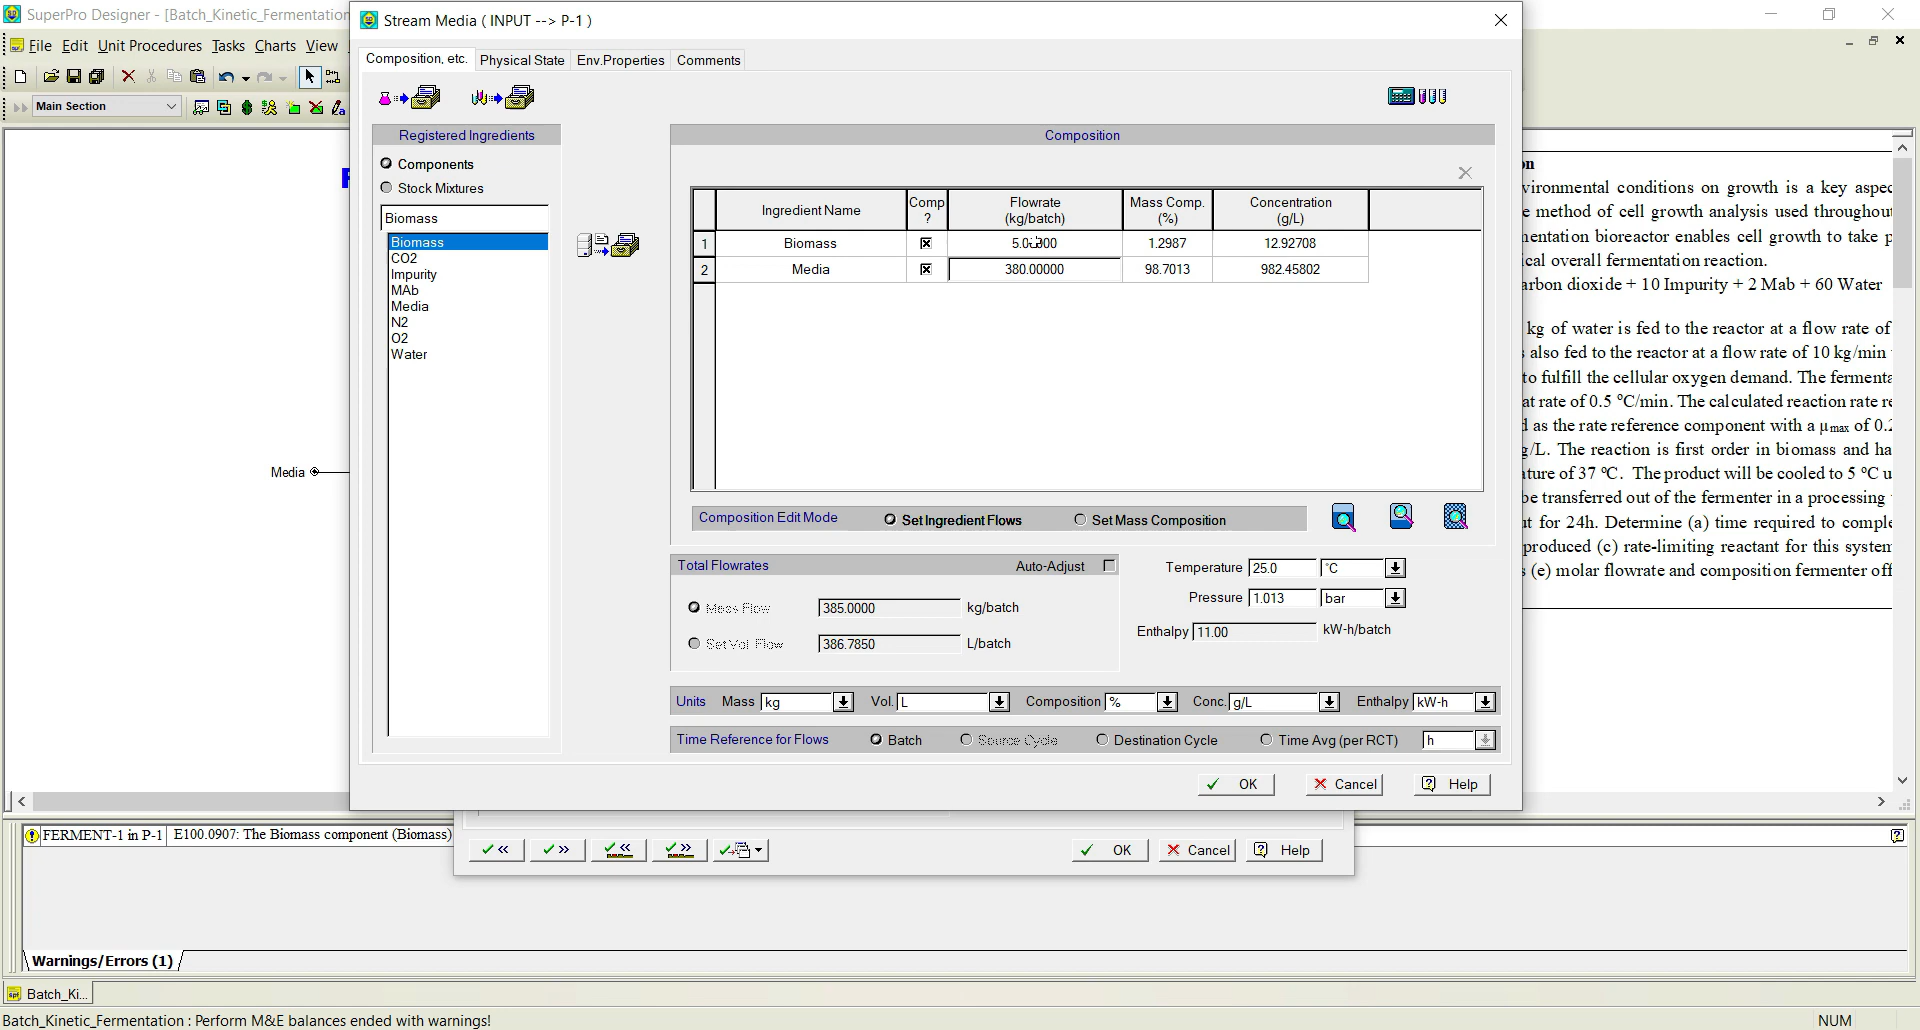 SuperPro Designer - [Batch_Kinetic_Fermentation
Stream Media ( INPUT --> P-1 )
File Edit Unit Procedures Tasks Charts View
Composition, etc. Physical State Env.Properties Comments
Main Section
Registered Ingredients
Composition
Components
Stock Mixtures
Biomass
Biomass
CO2
Impurity
MAb
Media
N2
O2
Water
Ingredient Name Comp ? Flowrate (kg/batch) Mass Comp. (%) Concentration (g/L)
1 Biomass 1.2987 12.92708
2 Media 380.00000 98.7013 982.45802
Composition Edit Mode Set Ingredient Flows Set Mass Composition
Total Flowrates Auto-Adjust
Temperature 25.0 °C
Mass Flow 385.0000 kg/batch
Pressure 1.013 bar
Set Vol Flow 386.7850 L/batch
Enthalpy 11.00 kW-h/batch
Units Mass kg Vol. L Composition % Conc. g/L Enthalpy kW-h
Time Reference for Flows Batch Source Cycle Destination Cycle Time Avg (per RCT) h
OK Cancel Help
Media
on
vironmental conditions on growth is a key aspec
e method of cell growth analysis used throughout
mentation bioreactor enables cell growth to take p
ical overall fermentation reaction.
arbon dioxide + 10 Impurity + 2 Mab + 60 Water
kg of water is fed to the reactor at a flow rate of
s also fed to the reactor at a flow rate of 10 kg/min
to fulfill the cellular oxygen demand. The fermenta
at rate of 0.5 °C/min. The calculated reaction rate re
d as the rate reference component with a μmax of 0.2
g/L. The reaction is first order in biomass and ha
ature of 37 °C. The product will be cooled to 5 °C u
be transferred out of the fermenter in a processing
ut for 24h. Determine (a) time required to comple
produced (c) rate-limiting reactant for this system
s (e) molar flowrate and composition fermenter off
FERMENT-1 in P-1 E100.0907: The Biomass component (Biomass)
OK Cancel Help
Warnings/Errors (1)
Batch_Ki...
Batch_Kinetic_Fermentation : Perform M&E balances ended with warnings!
NUM